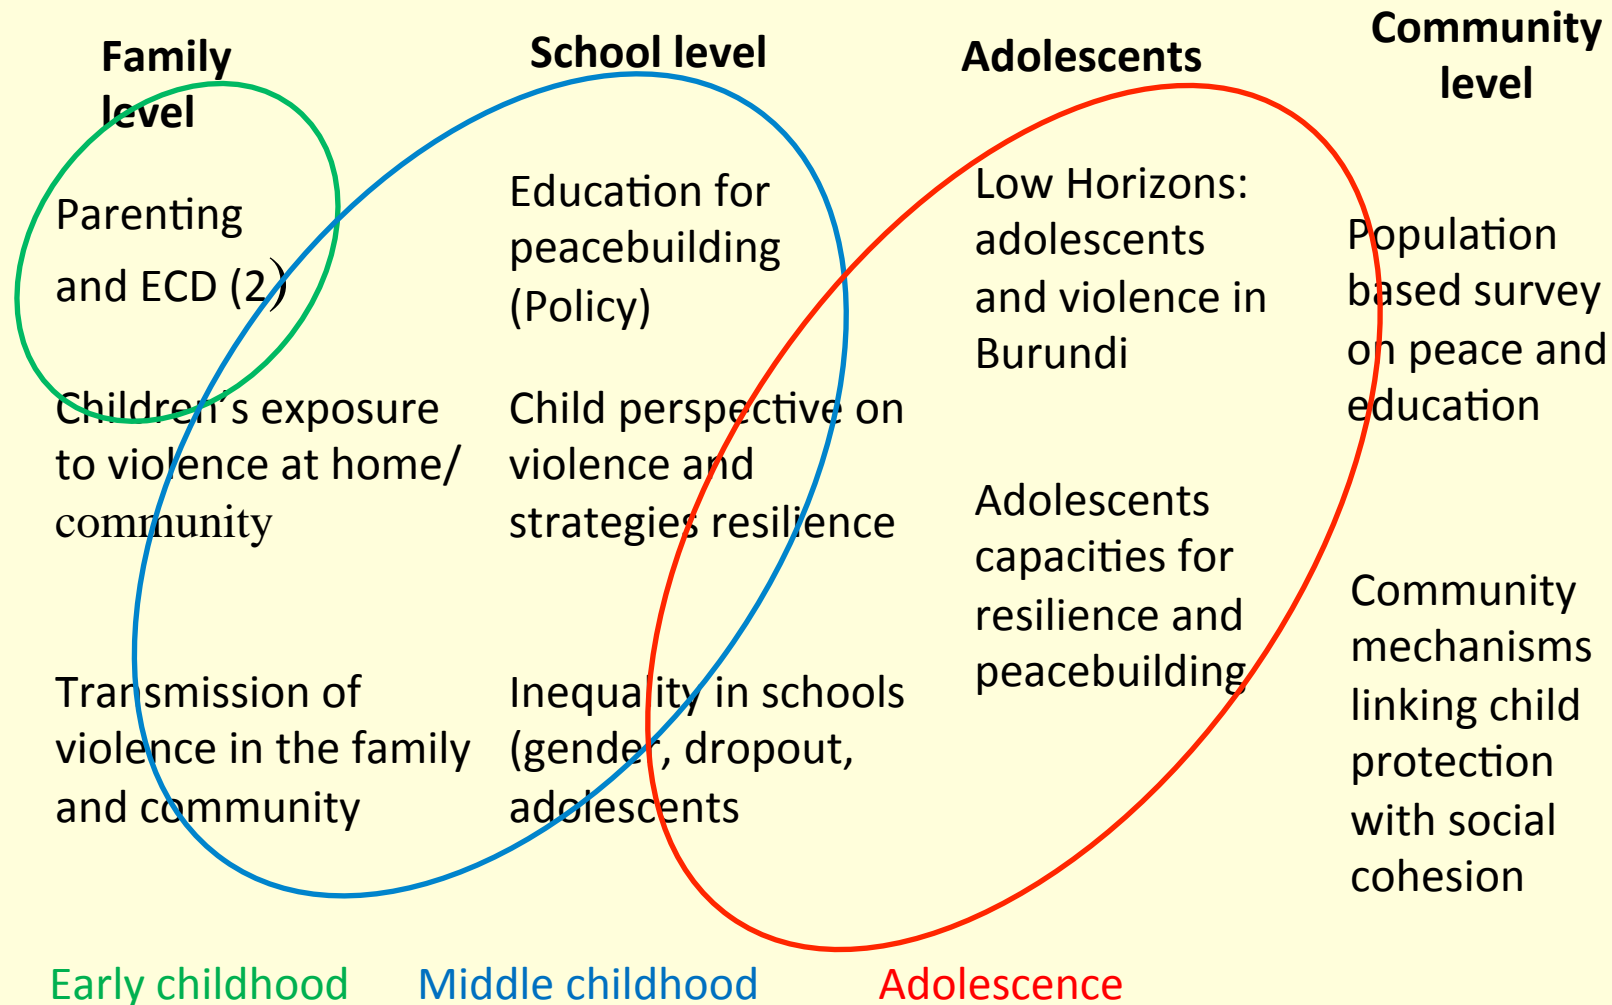 Family
level
Parenting
and ECD (2)
Children's exposure
to violence at home/
community
Transmission of
violence in the family
and community
School level
Education for
peacebuilding
(Policy)
Child perspective on
violence and
strategies resilience
Inequality in schools
(gender, dropout,
adolescents
Adolescents
Low Horizons:
adolescents
and violence in
Burundi
Adolescents
capacities for
resilience and
peacebuilding
Community
level
Population
based survey
on peace and
education
Community
mechanisms
linking child
protection
with social
cohesion
Early childhood
Middle childhood
Adolescence